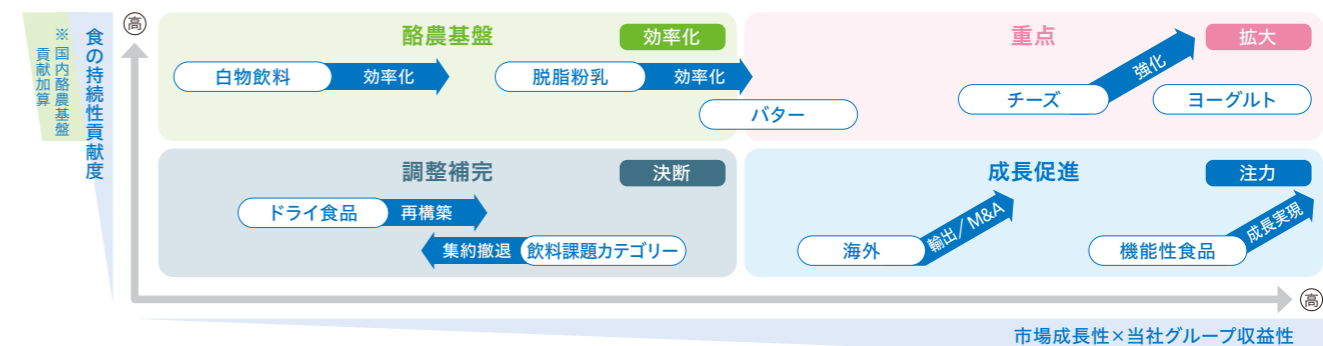 高
食の持続性貢献度
※国内酪農基盤
貢献加算
酪農基盤
効率化
白物飲料
効率化
脱脂粉乳
効率化
バター
重点
拡大
チーズ
強化
ヨーグルト
調整補完
決断
ドライ食品
再構築
集約撤退
飲料課題カテゴリー
成長促進
注力
海外
輸出/M&A
機能性食品
成長実現
高
市場成長性×当社グループ収益性